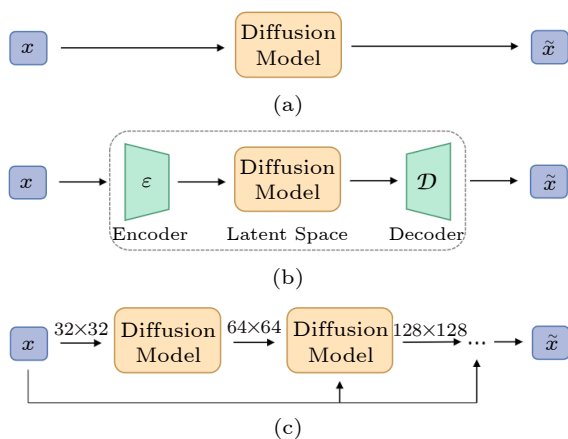 x
Diffusion
Model
x̃
(a)
x
ε
Diffusion
Model
𝒟
x̃
Encoder
Latent Space
Decoder
(b)
x
32×32
Diffusion
Model
64×64
Diffusion
Model
128×128
...
x̃
(c)